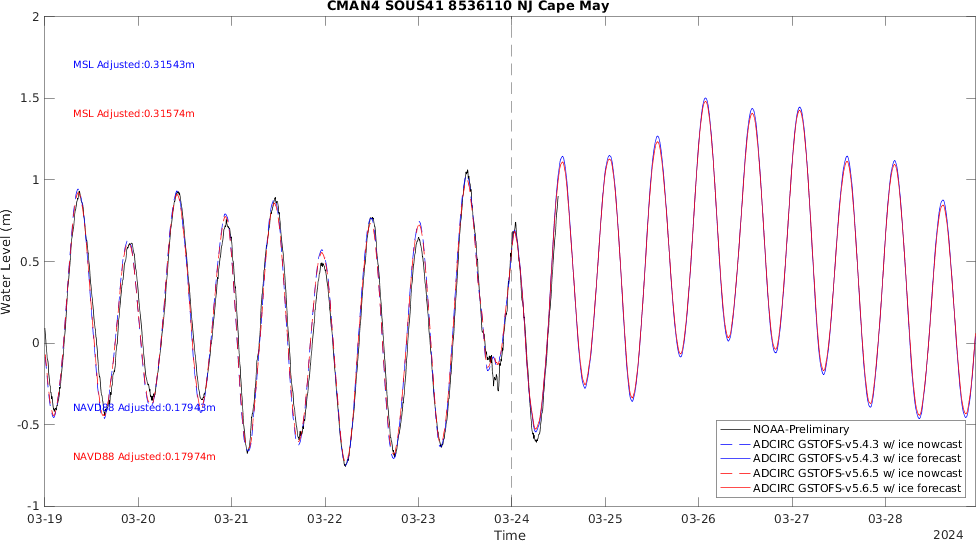 CMAN4 SOUS41 8536110 NJ Cape May
2
1.5
1
0.5
0
-0.5
-1
Water Level (m)
MSL Adjusted:0.31543m
MSL Adjusted:0.31574m
NAVD88 Adjusted:0.17943m
NAVD88 Adjusted:0.17974m
NOAA-Preliminary
ADCIRC GSTOFS-v5.4.3 w/ ice nowcast
ADCIRC GSTOFS-v5.4.3 w/ ice forecast
ADCIRC GSTOFS-v5.6.5 w/ ice nowcast
ADCIRC GSTOFS-v5.6.5 w/ ice forecast
03-19 03-20 03-21 03-22 03-23 03-24 03-25 03-26 03-27 03-28
Time
2024